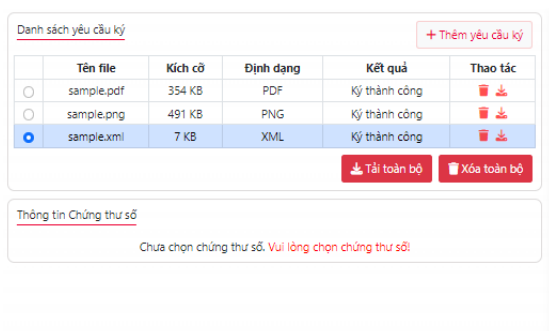 Danh sách yêu cầu ký
+ Thêm yêu cầu ký
Tên file Kích cỡ Định dạng Kết quả Thao tác
sample.pdf 354 KB PDF Ký thành công
sample.png 491 KB PNG Ký thành công
sample.xml 7 KB XML Ký thành công
Tải toàn bộ Xóa toàn bộ
Thông tin Chứng thư số
Chưa chọn chứng thư số. Vui lòng chọn chứng thư số!